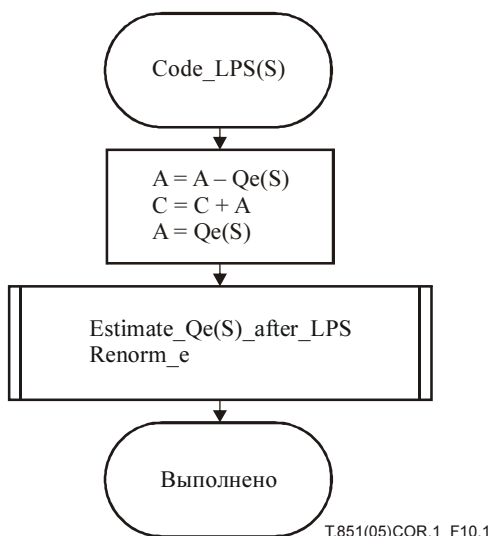 Code_LPS(S)
A = A – Qe(S)
C = C + A
A = Qe(S)
Estimate_Qe(S)_after_LPS
Renorm_e
Выполнено
T.851(05)COR.1_F10.1